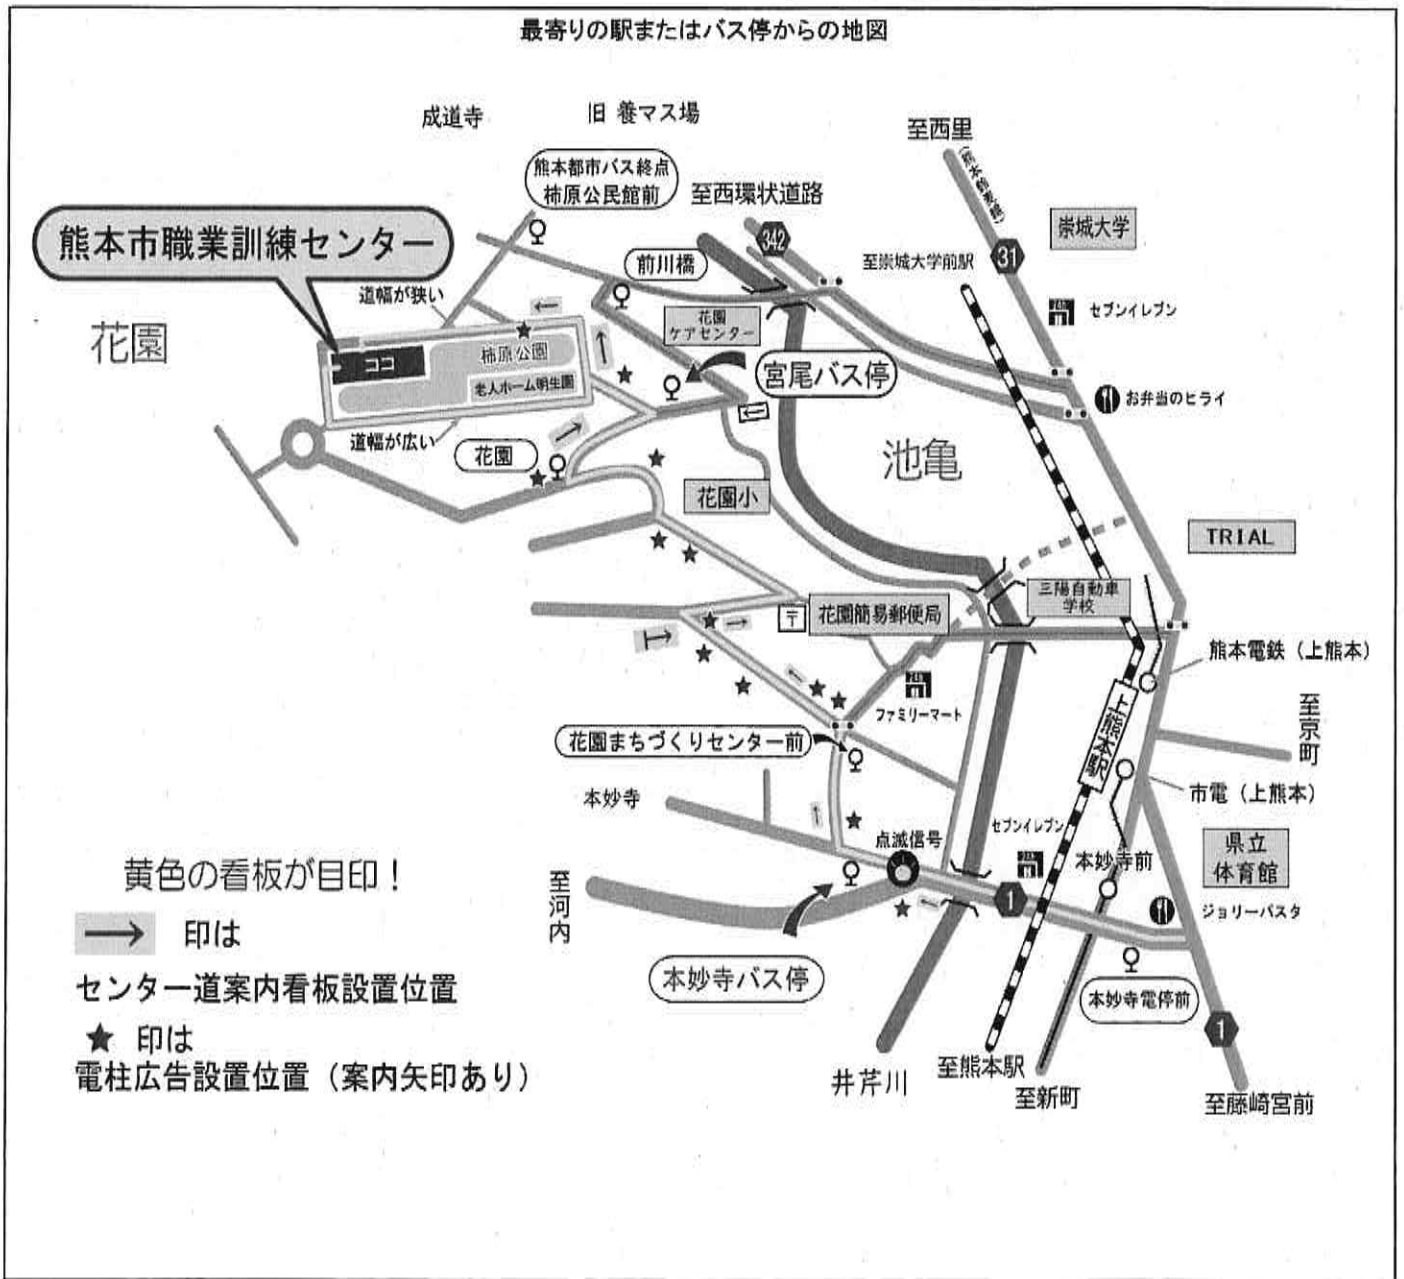 最寄りの駅またはバス停からの地図
成道寺
旧 養マス場
至西里
熊本都市バス終点
柿原公民館前
至西環状道路
342
崇城大学
熊本市職業訓練センター
前川橋
至崇城大学前駅
31
道幅が狭い
花園
ケアセンター
セブンイレブン
花園
ココ
柿原公園
老人ホーム明生園
宮尾バス停
お弁当のヒライ
道幅が広い
花園
池亀
花園小
TRIAL
三陽自動車
学校
〒
花園簡易郵便局
熊本電鉄（上熊本）
ファミリーマート
至京町
花園まちづくりセンター前
上熊本駅
本妙寺
市電（上熊本）
点滅信号
セブンイレブン
本妙寺前
県立
体育館
黄色の看板が目印！
至河内
1
ジョリーパスタ
→ 印は
センター道案内看板設置位置
本妙寺バス停
本妙寺電停前
★ 印は
1
電柱広告設置位置（案内矢印あり）
井芹川
至熊本駅
至新町
至藤崎宮前